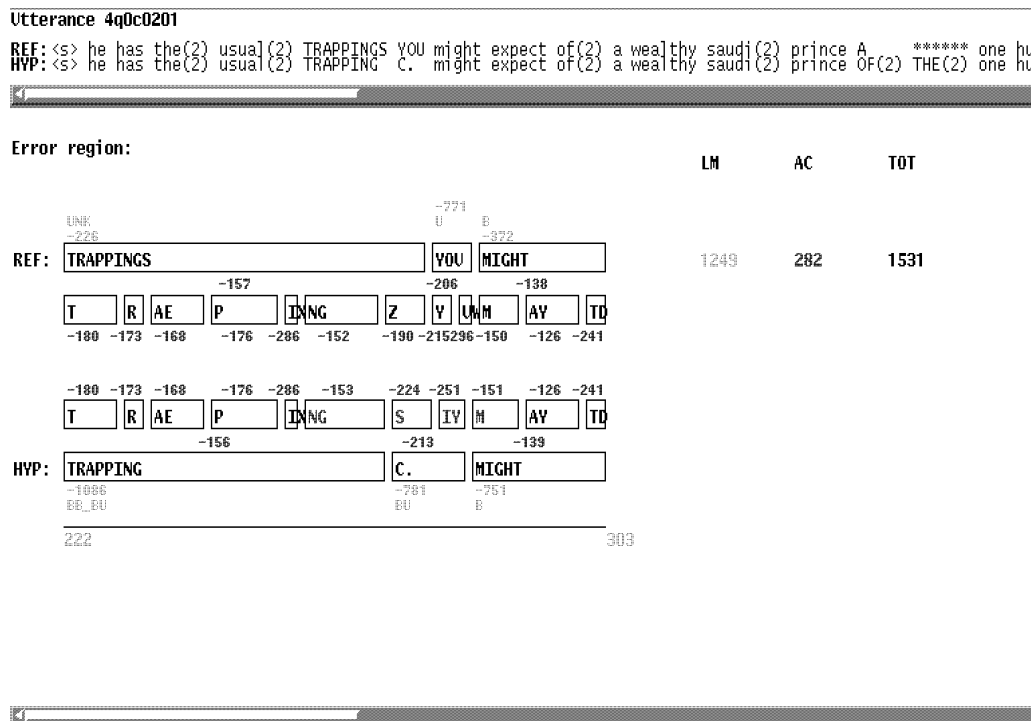 Utterance 4q0c0201
REF: <s> he has the(2) usual(2) TRAPPINGS YOU might expect of(2) a wealthy saudi(2) prince A ****** one hu
HYP: <s> he has the(2) usual(2) TRAPPING C. might expect of(2) a wealthy saudi(2) prince OF(2) THE(2) one hu
Error region:
LM AC TOT
-771
UNK U B
-226 -372
REF: TRAPPINGS YOU MIGHT 1249 282 1531
-157 -206 -138
T R AE P IX NG Z Y UW M AY TD
-180 -173 -168 -176 -286 -152 -190 -215 296 -150 -126 -241
-180 -173 -168 -176 -286 -153 -224 -251 -151 -126 -241
T R AE P IX NG S IY M AY TD
-156 -213 -139
HYP: TRAPPING C. MIGHT
-1086 -781 -751
BB_BU BU B
222 303